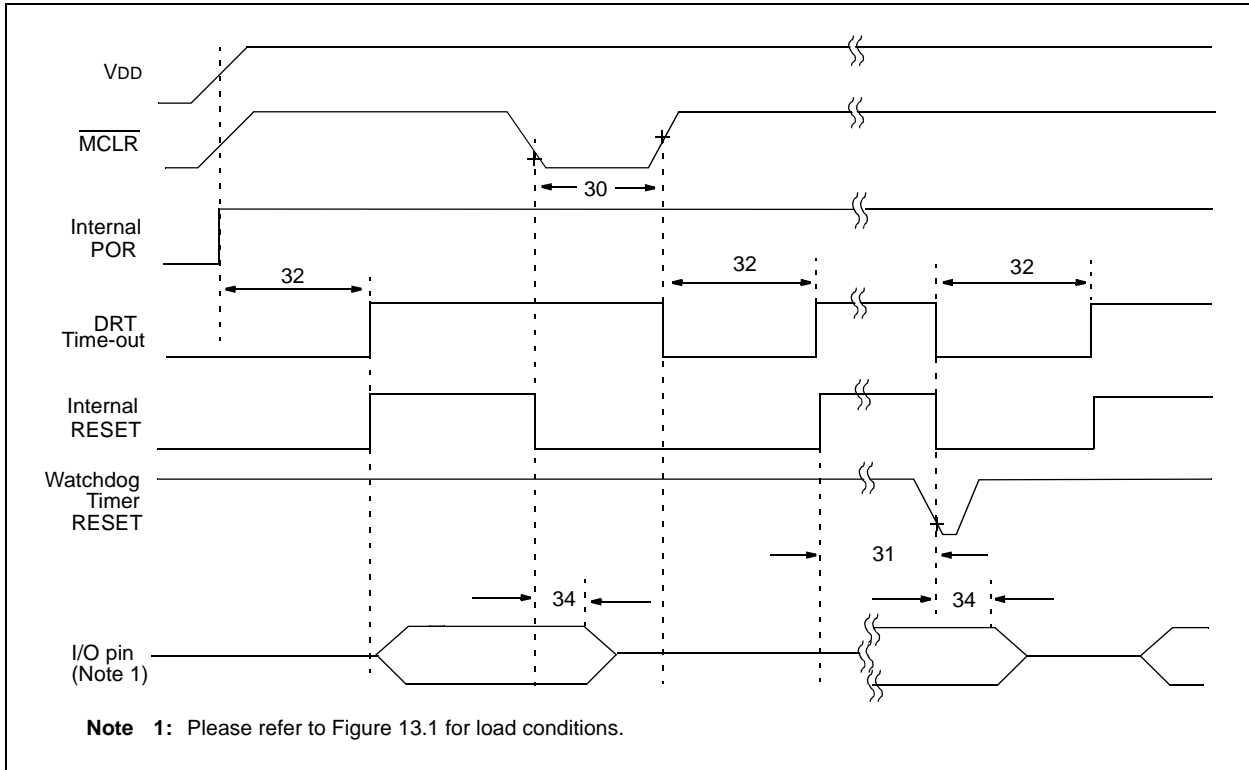 VDD
MCLR
30
Internal
POR
32
32
32
DRT
Time-out
Internal
RESET
Watchdog
Timer
RESET
31
34
34
I/O pin
(Note 1)
Note 1: Please refer to Figure 13.1 for load conditions.